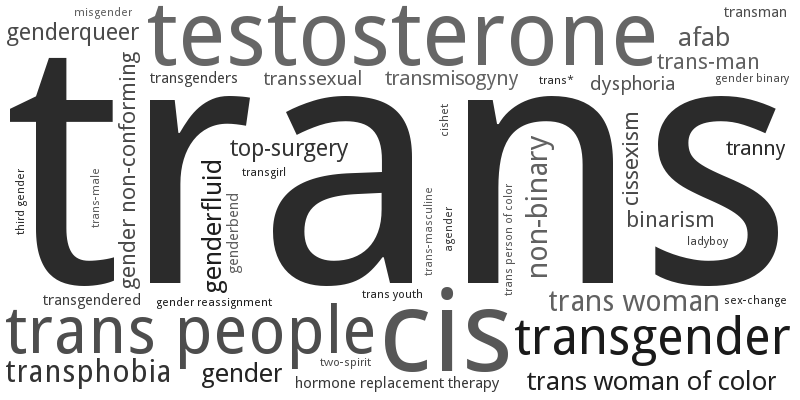 misgender
transman
genderqueer
testosterone
afab
trans-man
transgenders
transsexual
transmisogyny
trans*
dysphoria
gender binary
trans
gender non-conforming
cishet
cissexism
top-surgery
non-binary
tranny
third gender
trans-male
genderfluid
transgirl
genderbend
trans-masculine
agender
trans person of color
binarism
ladyboy
transgendered
gender reassignment
trans youth
cis
trans woman
sex-change
trans people
transgender
transphobia
gender
two-spirit
hormone replacement therapy
trans woman of color